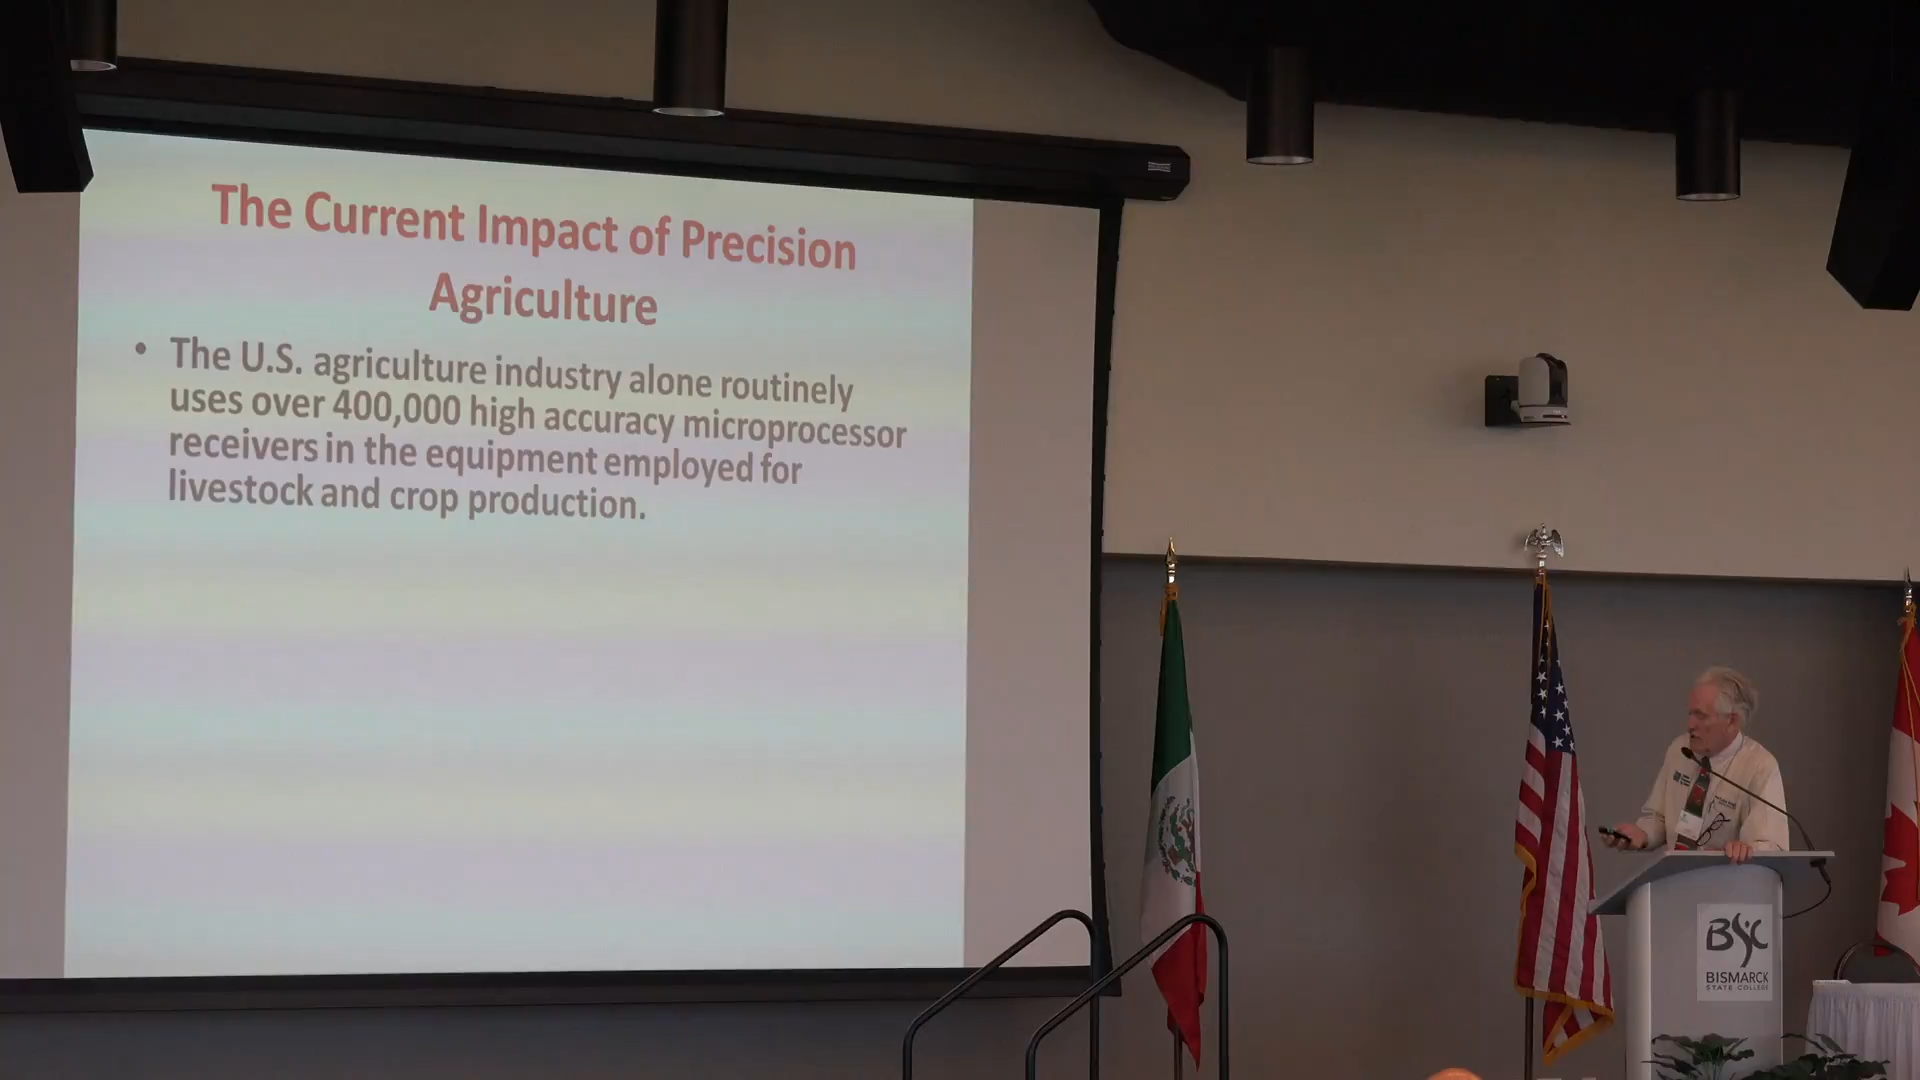 The Current Impact of Precision
Agriculture
• The U.S. agriculture industry alone routinely
uses over 400,000 high accuracy microprocessor
receivers in the equipment employed for
livestock and crop production.
BSC
BISMARCK
STATE COLLEGE